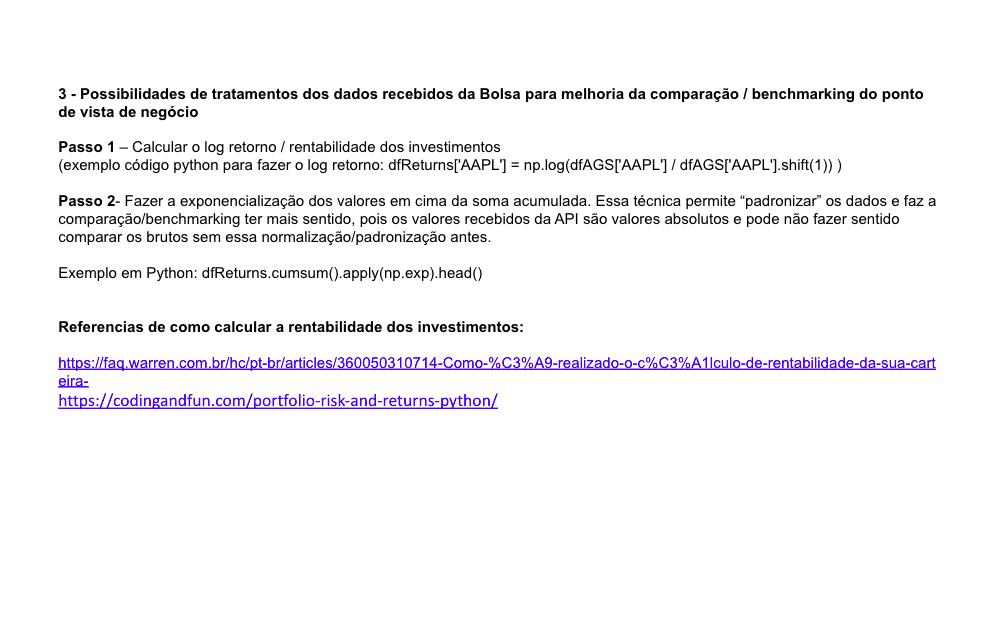 3 - Possibilidades de tratamentos dos dados recebidos da Bolsa para melhoria da comparação / benchmarking do ponto
de vista de negócio
Passo 1 – Calcular o log retorno / rentabilidade dos investimentos
(exemplo código python para fazer o log retorno: dfReturns['AAPL'] = np.log(dfAGS['AAPL'] / dfAGS['AAPL'].shift(1)) )
Passo 2- Fazer a exponencialização dos valores em cima da soma acumulada. Essa técnica permite “padronizar” os dados e faz a
comparação/benchmarking ter mais sentido, pois os valores recebidos da API são valores absolutos e pode não fazer sentido
comparar os brutos sem essa normalização/padronização antes.
Exemplo em Python: dfReturns.cumsum().apply(np.exp).head()
Referencias de como calcular a rentabilidade dos investimentos:
https://faq.warren.com.br/hc/pt-br/articles/360050310714-Como-%C3%A9-realizado-o-c%C3%A1lculo-de-rentabilidade-da-sua-cart
eira-
https://codingandfun.com/portfolio-risk-and-returns-python/